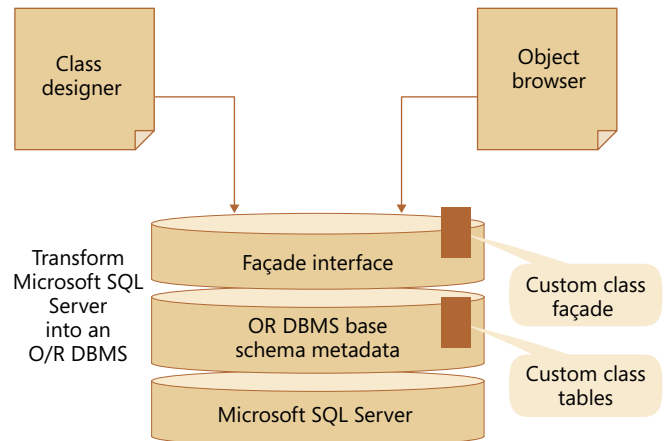 Class
designer
Object
browser
Transform
Microsoft SQL
Server
into an
O/R DBMS
Façade interface
Custom class
façade
OR DBMS base
schema metadata
Custom class
tables
Microsoft SQL Server